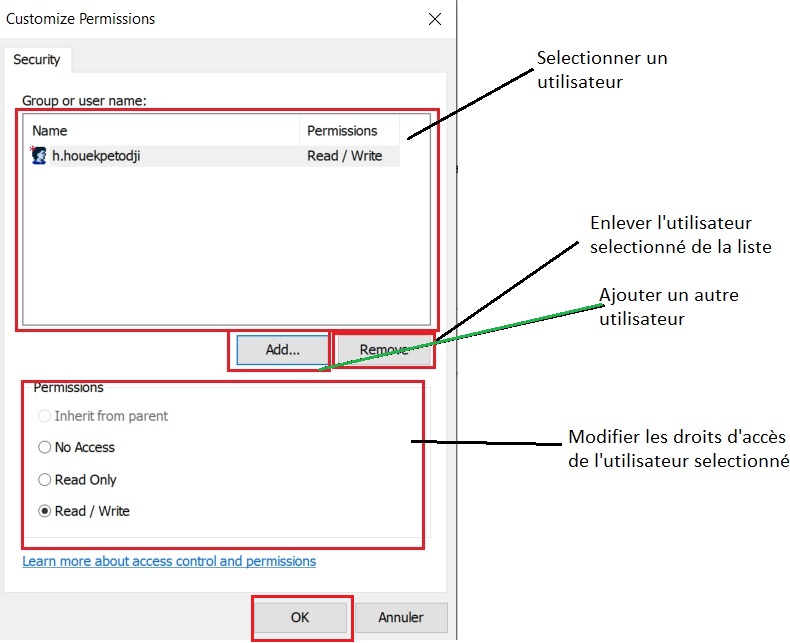 Customize Permissions
Security
Group or user name:
Name Permissions
h.houekpetodji Read / Write
Add... Remove
Permissions
Inherit from parent
No Access
Read Only
Read / Write
Learn more about access control and permissions
OK Annuler
Selectionner un
utilisateur
Enlever l'utilisateur
selectionné de la liste
Ajouter un autre
utilisateur
Modifier les droits d'accès
de l'utilisateur selectionné